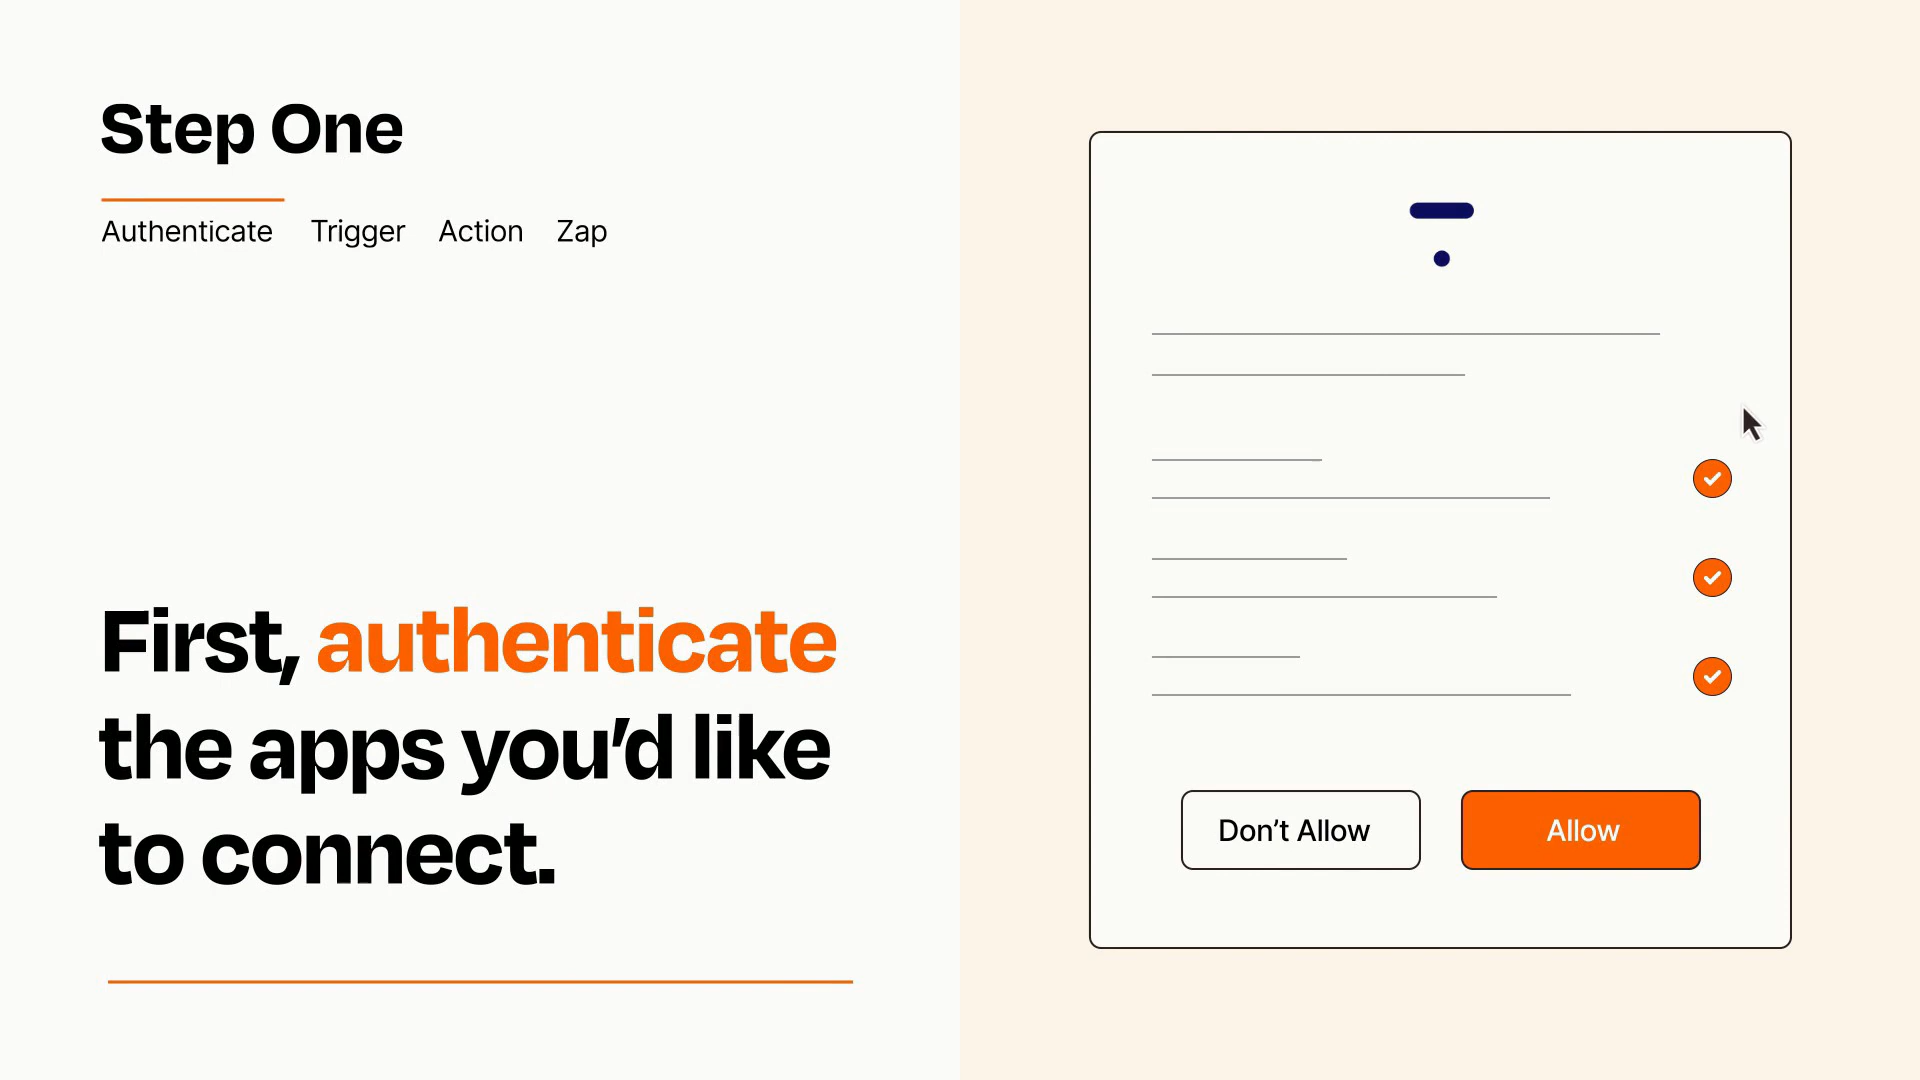 Step One
Authenticate Trigger Action Zap
First, authenticate
the apps you’d like
to connect.
Don’t Allow
Allow